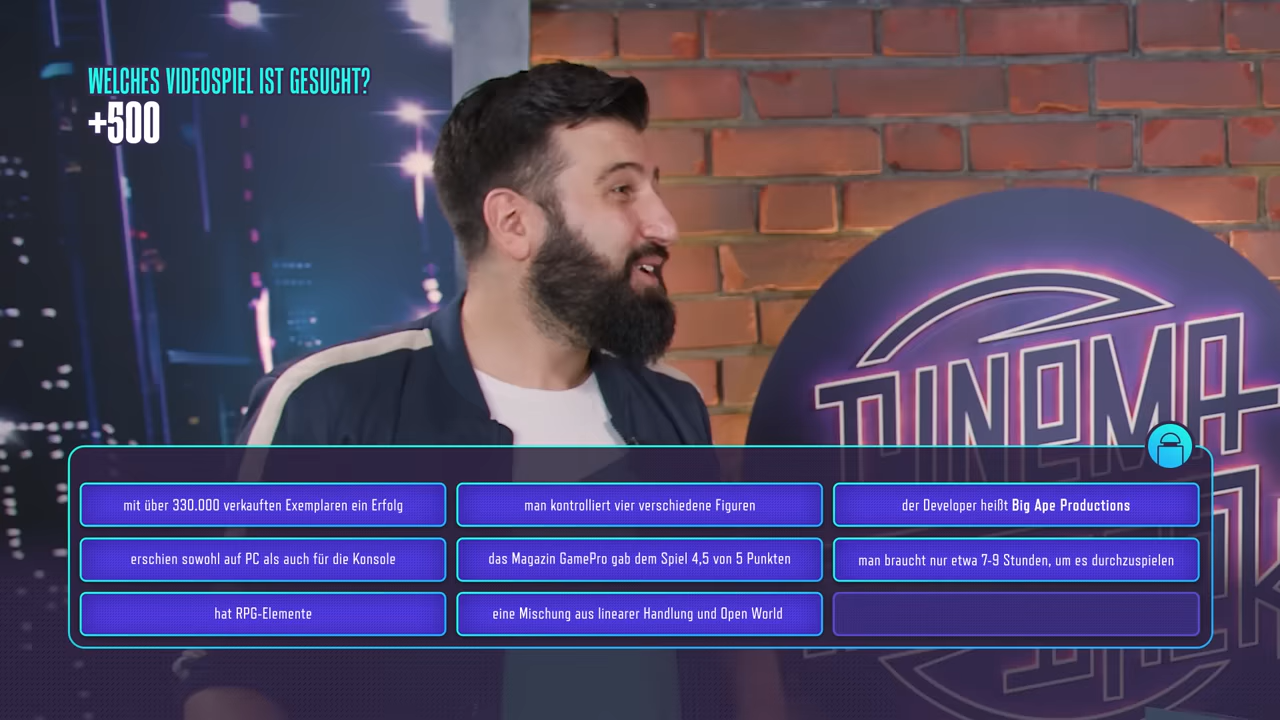 WELCHES VIDEOSPIEL IST GESUCHT?
+500
mit über 330.000 verkauften Exemplaren ein Erfolg
man kontrolliert vier verschiedene Figuren
der Developer heißt Big Ape Productions
erschien sowohl auf PC als auch für die Konsole
das Magazin GamePro gab dem Spiel 4,5 von 5 Punkten
man braucht nur etwa 7-9 Stunden, um es durchzuspielen
hat RPG-Elemente
eine Mischung aus linearer Handlung und Open World